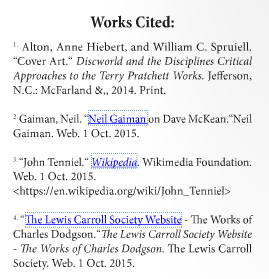 Works Cited:
1. Alton, Anne Hiebert, and William C. Spruiell.
"Cover Art." Discworld and the Disciplines Critical
Approaches to the Terry Pratchett Works. Jefferson,
N.C.: McFarland &,, 2014. Print.
2 Gaiman, Neil. "Neil Gaiman on Dave McKean."Neil
Gaiman. Web. 1 Oct. 2015.
3. "John Tenniel." Wikipedia. Wikimedia Foundation.
Web. 1 Oct. 2015.
<https://en.wikipedia.org/wiki/John_Tenniel>
4. "The Lewis Carroll Society Website - The Works of
Charles Dodgson."The Lewis Carroll Society Website
- The Works of Charles Dodgson. The Lewis Carroll
Society. Web. 1 Oct. 2015.